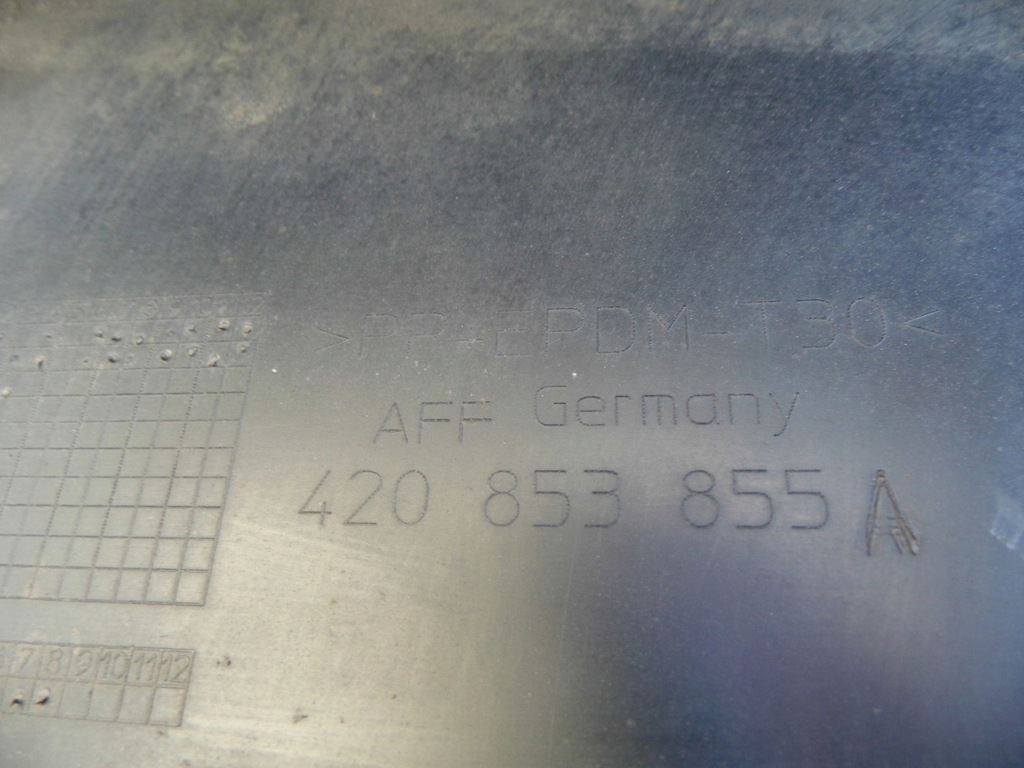 >PP+EPDM-T30<
AFF Germany
420 853 855 A
7 8 9 10 11 12